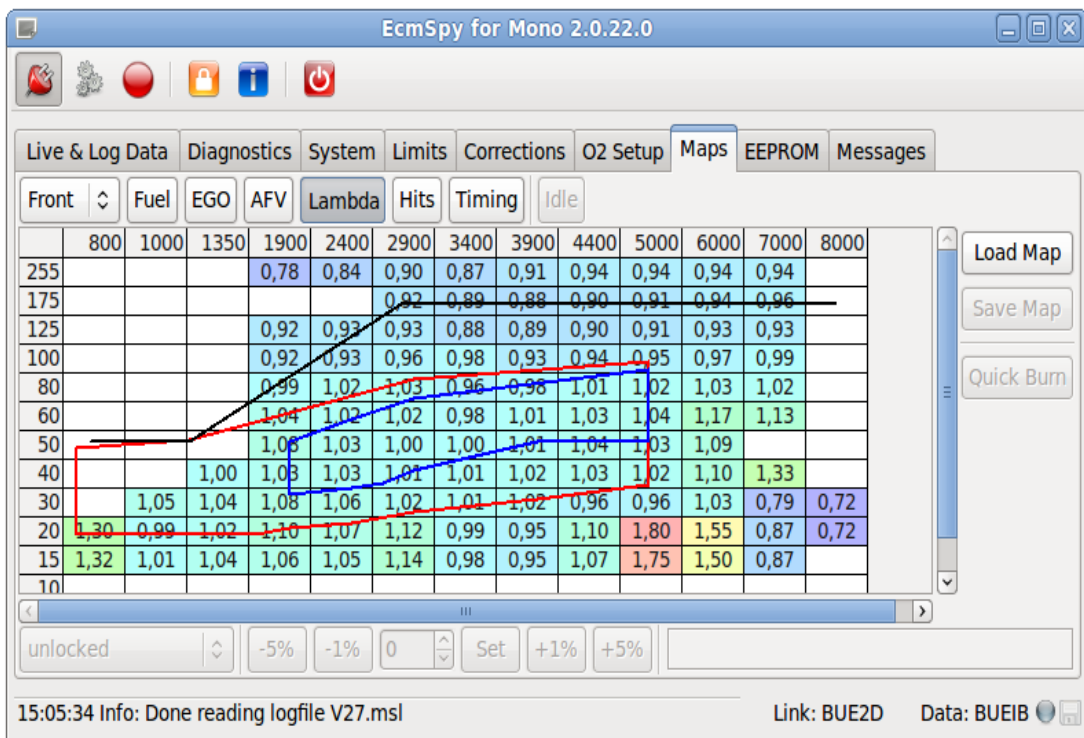 EcmSpy for Mono 2.0.22.0
Live & Log Data Diagnostics System Limits Corrections O2 Setup Maps EEPROM Messages
Front Fuel EGO AFV Lambda Hits Timing Idle
800 1000 1350 1900 2400 2900 3400 3900 4400 5000 6000 7000 8000
Load Map
255 0,78 0,84 0,90 0,87 0,91 0,94 0,94 0,94 0,94
175 0,92 0,89 0,88 0,90 0,91 0,94 0,96
Save Map
125 0,92 0,93 0,93 0,88 0,89 0,90 0,91 0,93 0,93
100 0,92 0,93 0,96 0,98 0,93 0,94 0,95 0,97 0,99
Quick Burn
80 0,99 1,02 1,03 0,96 0,98 1,01 1,02 1,03 1,02
60 1,04 1,02 1,02 0,98 1,01 1,03 1,04 1,17 1,13
50 1,08 1,03 1,00 1,00 1,01 1,04 1,03 1,09
40 1,00 1,03 1,03 1,01 1,01 1,02 1,03 1,02 1,10 1,33
30 1,05 1,04 1,08 1,06 1,02 1,01 1,02 0,96 0,96 1,03 0,79 0,72
20 1,30 0,99 1,02 1,10 1,07 1,12 0,99 0,95 1,10 1,80 1,55 0,87 0,72
15 1,32 1,01 1,04 1,06 1,05 1,14 0,98 0,95 1,07 1,75 1,50 0,87
10
unlocked -5% -1% 0 Set +1% +5%
15:05:34 Info: Done reading logfile V27.msl Link: BUE2D Data: BUEIB